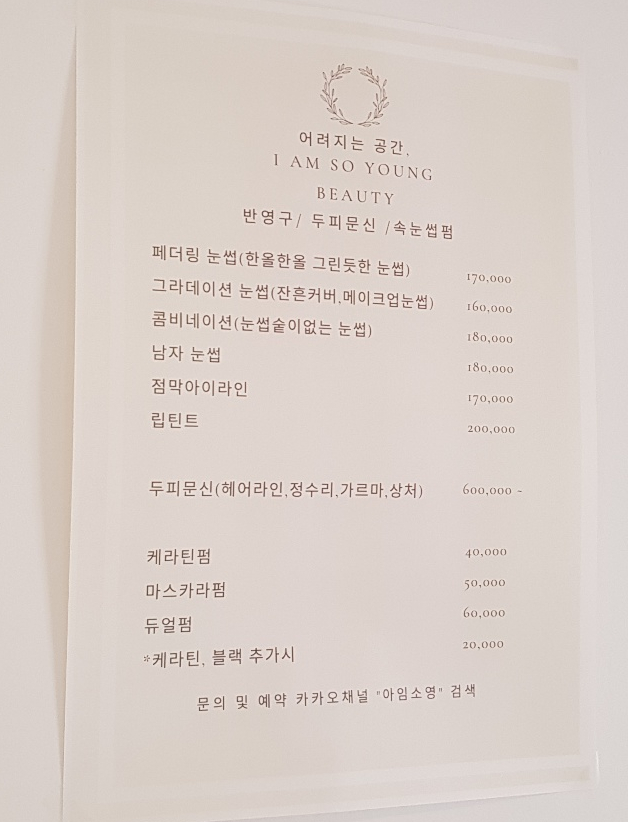 어려지는 공간.
I AM SO YOUNG
BEAUTY
반영구/ 두피문신 /속눈썹펌
페더링 눈썹(한올한올 그린듯한 눈썹) 170,000
그라데이션 눈썹(잔흔커버,메이크업눈썹) 160,000
콤비네이션(눈썹숱이없는 눈썹) 180,000
남자 눈썹 180,000
점막아이라인 170,000
립틴트 200,000
두피문신(헤어라인,정수리,가르마,상처) 600,000 ~
케라틴펌 40,000
마스카라펌 50,000
듀얼펌 60,000
*케라틴, 블랙 추가시 20,000
문의 및 예약 카카오채널 "아임소영" 검색